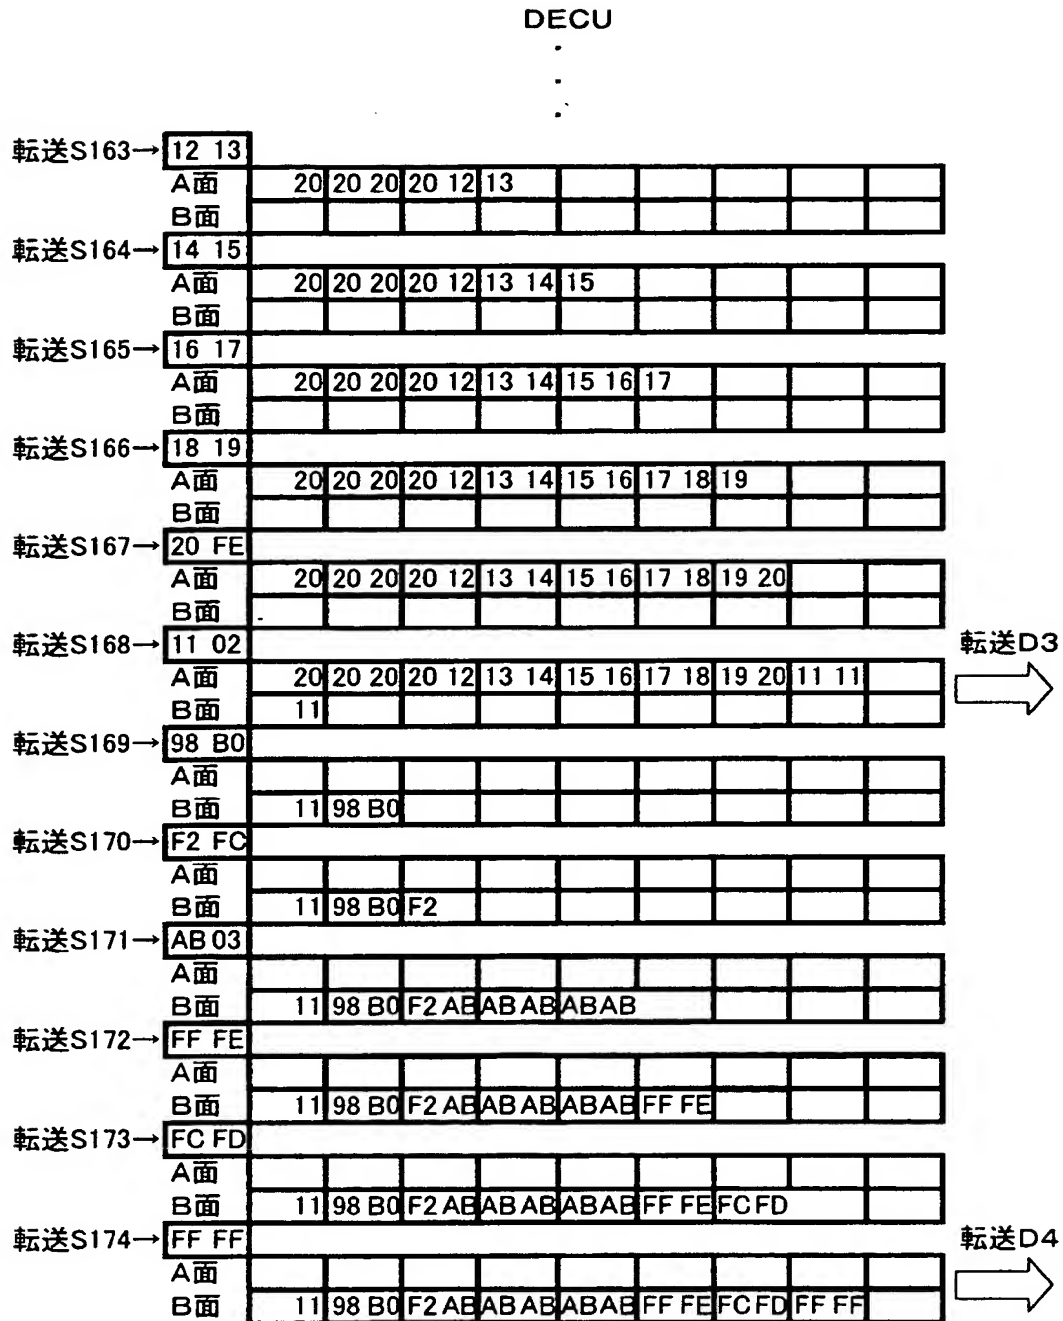 DECU
転送S163→ 12 13
A面 20 20 20 20 12 13
B面
転送S164→ 14 15
A面 20 20 20 20 12 13 14 15
B面
転送S165→ 16 17
A面 20 20 20 20 12 13 14 15 16 17
B面
転送S166→ 18 19
A面 20 20 20 20 12 13 14 15 16 17 18 19
B面
転送S167→ 20 FE
A面 20 20 20 20 12 13 14 15 16 17 18 19 20
B面
転送S168→ 11 02 転送D3
A面 20 20 20 20 12 13 14 15 16 17 18 19 20 11 11
B面 11
転送S169→ 98 B0
A面
B面 11 98 B0
転送S170→ F2 FC
A面
B面 11 98 B0 F2
転送S171→ AB 03
A面
B面 11 98 B0 F2 AB AB AB AB AB
転送S172→ FF FE
A面
B面 11 98 B0 F2 AB AB AB AB AB FF FE
転送S173→ FC FD
A面
B面 11 98 B0 F2 AB AB AB AB AB FF FE FC FD
転送S174→ FF FF 転送D4
A面
B面 11 98 B0 F2 AB AB AB AB AB FF FE FC FD FF FF